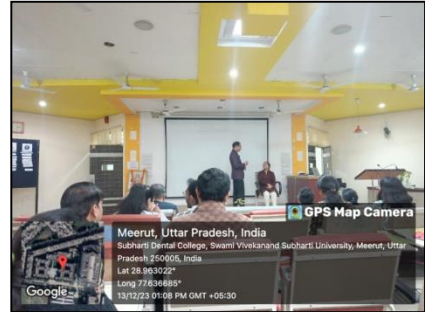 GPS Map Camera
Meerut, Uttar Pradesh, India
Subharti Dental College, Swami Vivekanand Subharti University, Meerut, Uttar
Pradesh 250005, India
Lat 28.963022°
Long 77.636685°
13/12/23 01:08 PM GMT +05:30
Google